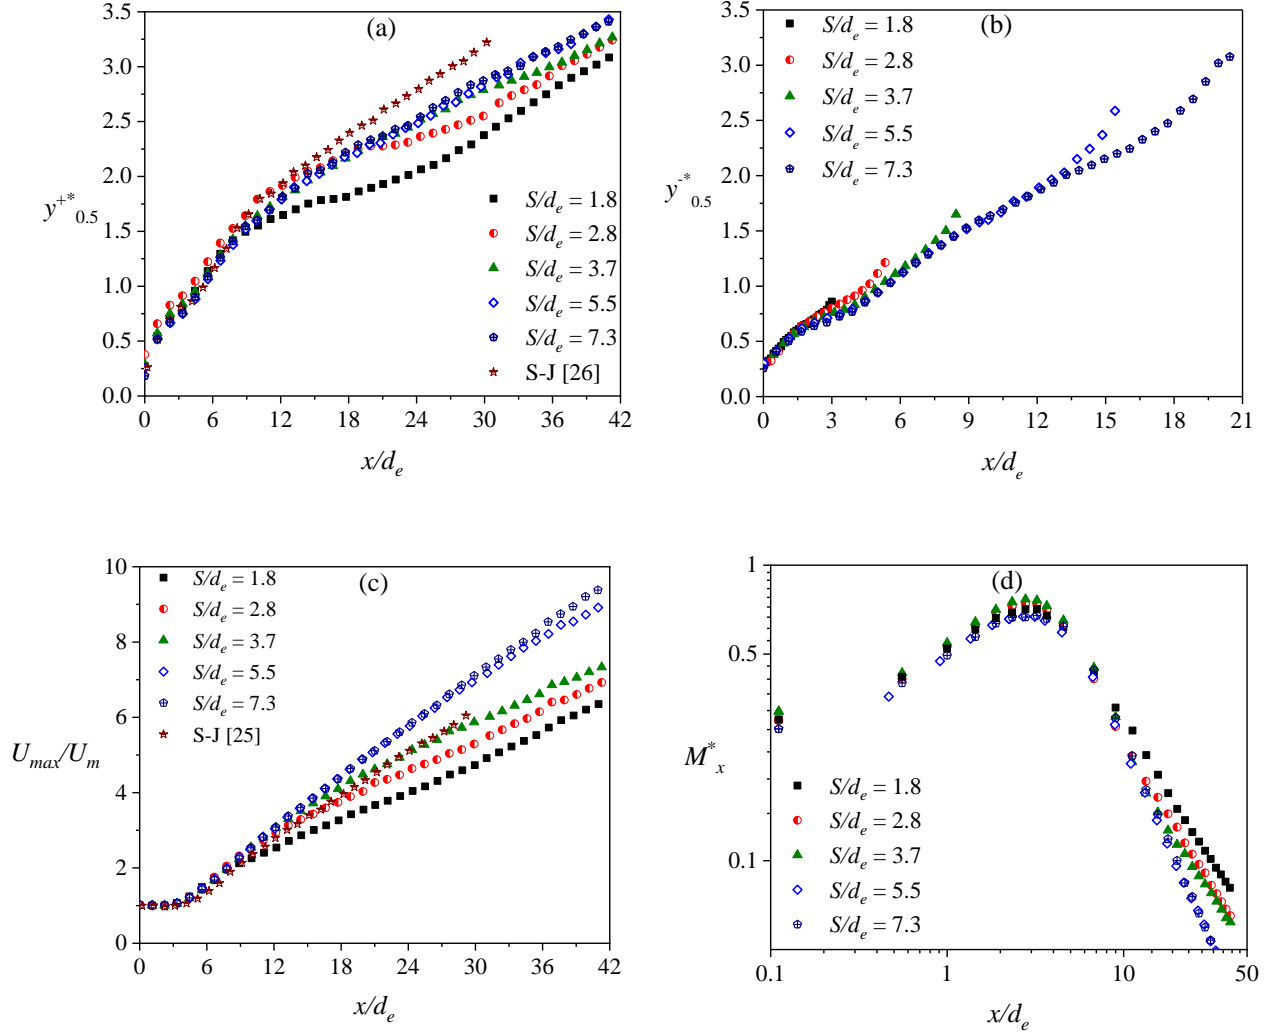 (a)
3.5
3.0
2.5
2.0
1.5
1.0
0.5
0.0
y⁺*0.5
S/dₑ = 1.8
S/dₑ = 2.8
S/dₑ = 3.7
S/dₑ = 5.5
S/dₑ = 7.3
S-J [26]
0 6 12 18 24 30 36 42
x/dₑ
(b)
3.5
3.0
2.5
2.0
1.5
1.0
0.5
0.0
y⁻*0.5
S/dₑ = 1.8
S/dₑ = 2.8
S/dₑ = 3.7
S/dₑ = 5.5
S/dₑ = 7.3
0 3 6 9 12 15 18 21
x/dₑ
(c)
10
8
6
4
2
0
Umax/Um
S/dₑ = 1.8
S/dₑ = 2.8
S/dₑ = 3.7
S/dₑ = 5.5
S/dₑ = 7.3
S-J [25]
0 6 12 18 24 30 36 42
x/dₑ
(d)
1
0.5
0.1
M*x
S/dₑ = 1.8
S/dₑ = 2.8
S/dₑ = 3.7
S/dₑ = 5.5
S/dₑ = 7.3
0.1 1 10 50
x/dₑ